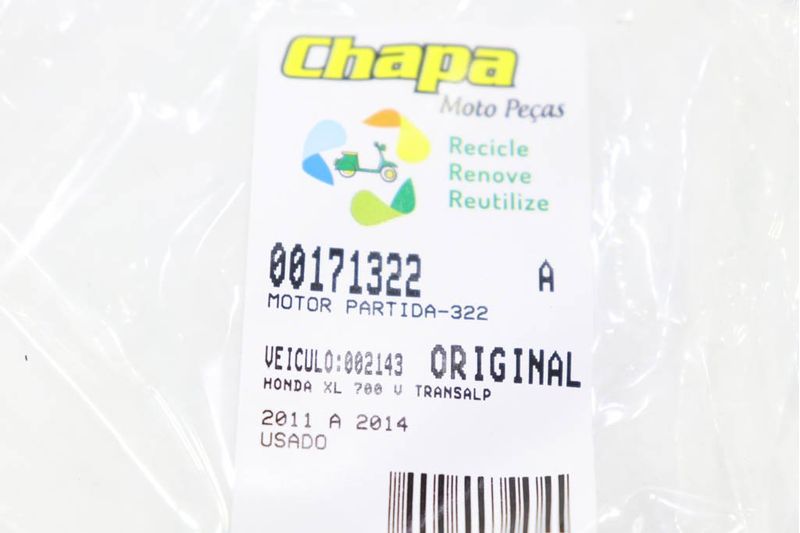 Chapa
Moto Peças
Recicle
Renove
Reutilize
00171322 A
MOTOR PARTIDA-322
VEICULO:002143 ORIGINAL
HONDA XL 700 V TRANSALP
2011 A 2014
USADO